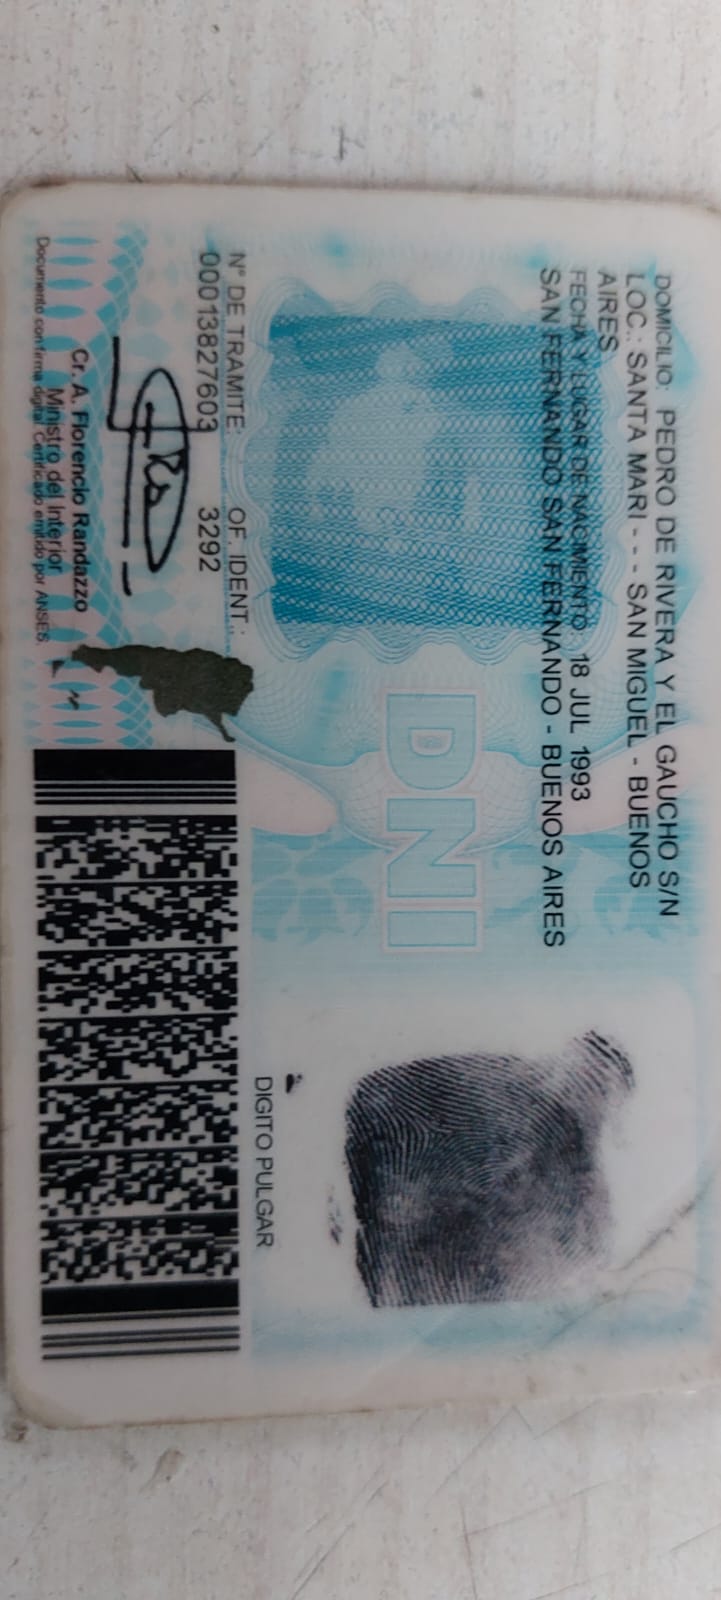 DOMICILIO: PEDRO DE RIVERA Y EL GAUCHO S/N
LOC.: SANTA MARI - - - SAN MIGUEL - BUENOS
AIRES
FECHA Y LUGAR DE NACIMIENTO: 18 JUL 1993
SAN FERNANDO SAN FERNANDO - BUENOS AIRES
DNI
DIGITO PULGAR
N° DE TRAMITE: OF. IDENT.:
00013827603 3292
Cr. A. Florencio Randazzo
Ministro del Interior
Documento con firma digital. Certificado emitido por ANSES.